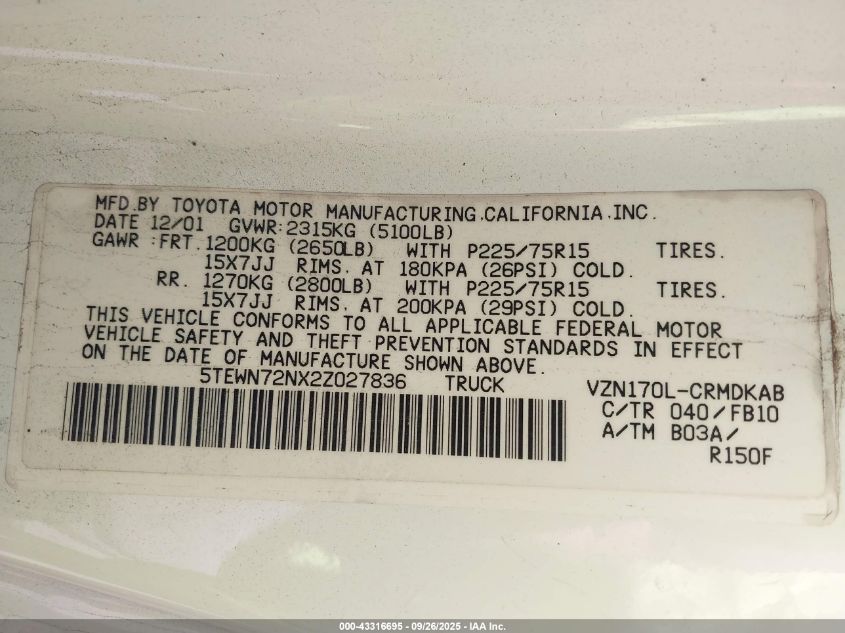 MFD.BY TOYOTA MOTOR MANUFACTURING.CALIFORNIA.INC.
DATE 12/01 GVWR:2315KG (5100LB)
GAWR :FRT. 1200KG (2650LB) WITH P225/75R15 TIRES.
15X7JJ RIMS. AT 180KPA (26PSI) COLD.
RR. 1270KG (2800LB) WITH P225/75R15 TIRES.
15X7JJ RIMS. AT 200KPA (29PSI) COLD.
THIS VEHICLE CONFORMS TO ALL APPLICABLE FEDERAL MOTOR
VEHICLE SAFETY AND THEFT PREVENTION STANDARDS IN EFFECT
ON THE DATE OF MANUFACTURE SHOWN ABOVE.
5TEWN72NX2Z027836 TRUCK VZN170L-CRMDKAB
C/TR 040/FB10
A/TM B03A/
R150F
000-43316695 - 09/26/2025 - IAA Inc.